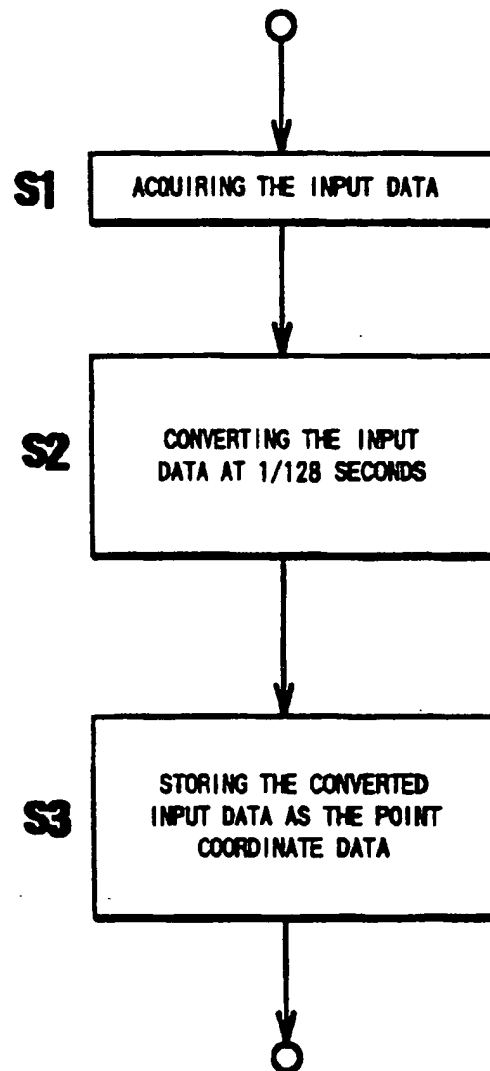 S1
ACQUIRING THE INPUT DATA
S2
CONVERTING THE INPUT
DATA AT 1/128 SECONDS
S3
STORING THE CONVERTED
INPUT DATA AS THE POINT
COORDINATE DATA